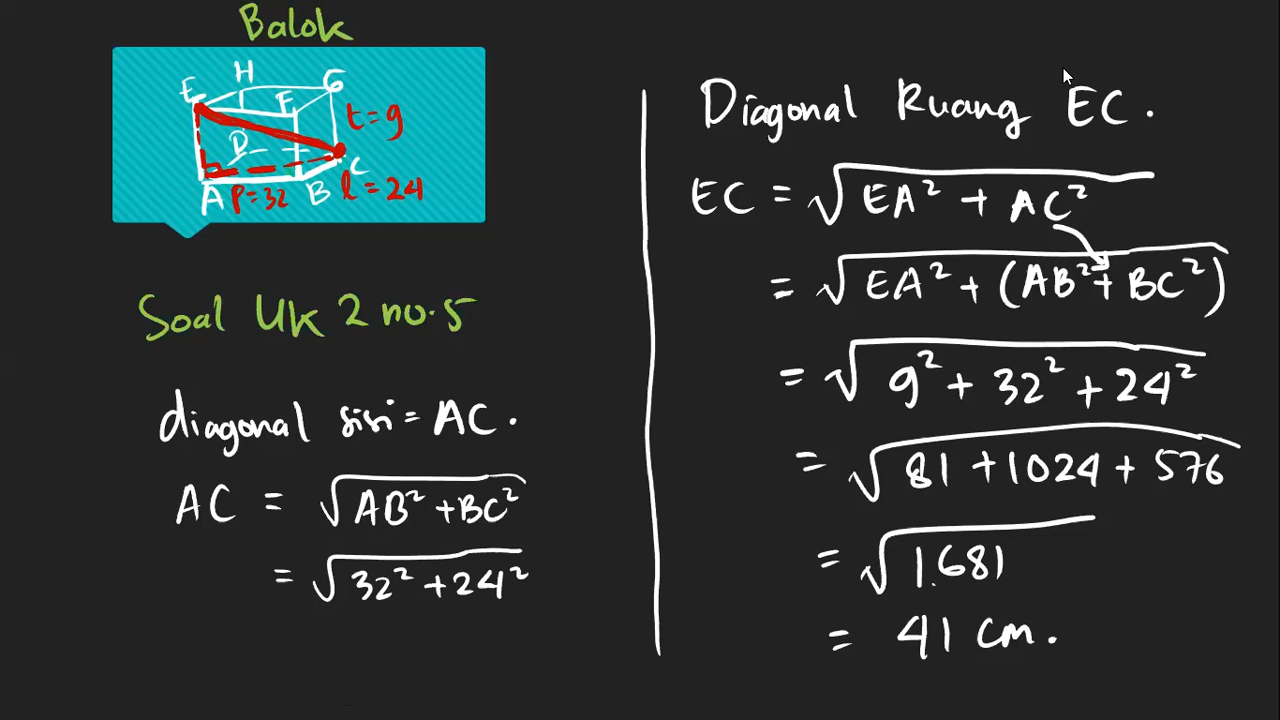 Balok
H G
E F
t = 9
D
C
A p = 32 B l = 24
Soal Uk 2 no. 5
diagonal sisi = AC.
AC = √AB² + BC²
= √32² + 24²
Diagonal Ruang EC.
EC = √EA² + AC²
= √EA² + (AB² + BC²)
= √9² + 32² + 24²
= √81 + 1024 + 576
= √1.681
= 41 cm.